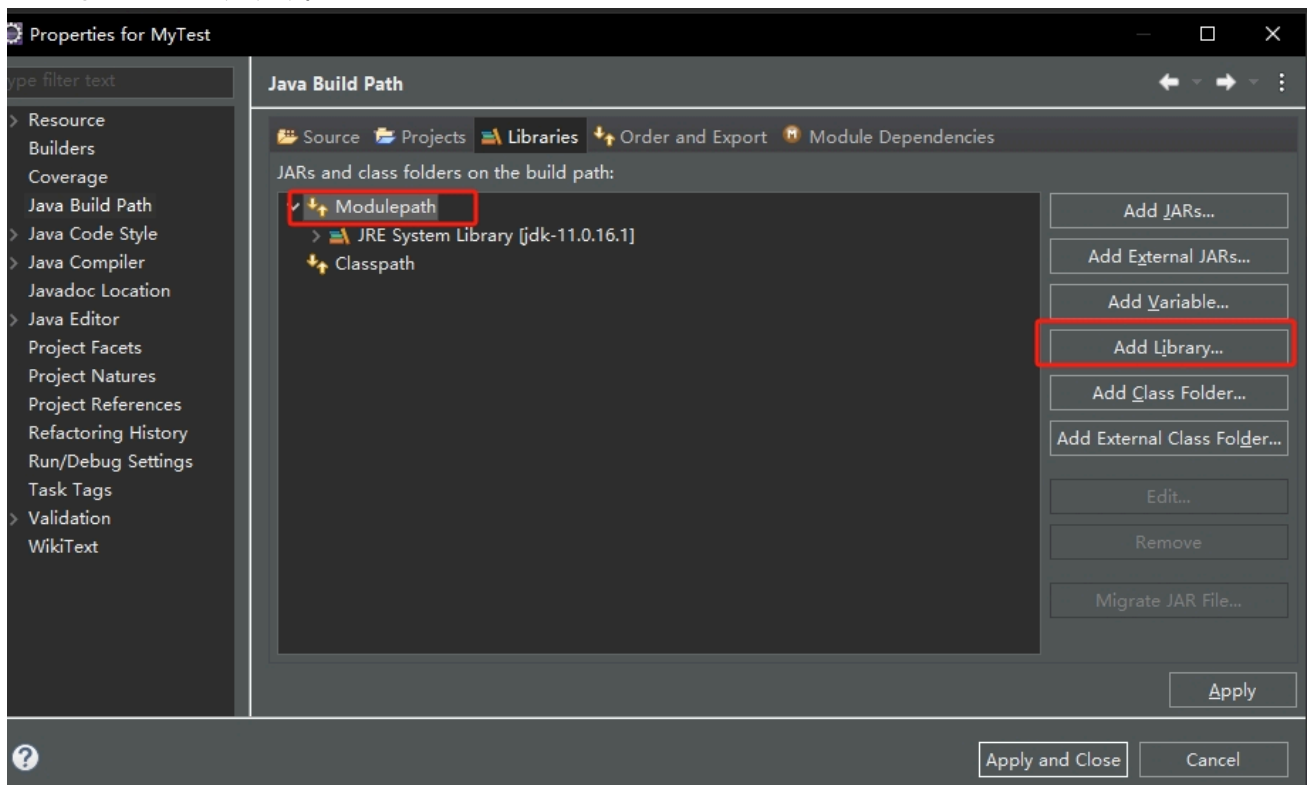 Properties for MyTest
ype filter text
Java Build Path
Resource
Builders
Coverage
Java Build Path
Java Code Style
Java Compiler
Javadoc Location
Java Editor
Project Facets
Project Natures
Project References
Refactoring History
Run/Debug Settings
Task Tags
Validation
WikiText
Source Projects Libraries Order and Export Module Dependencies
JARs and class folders on the build path:
Modulepath
JRE System Library [jdk-11.0.16.1]
Classpath
Add JARs...
Add External JARs...
Add Variable...
Add Library...
Add Class Folder...
Add External Class Folder...
Edit...
Remove
Migrate JAR File...
Apply
Apply and Close
Cancel